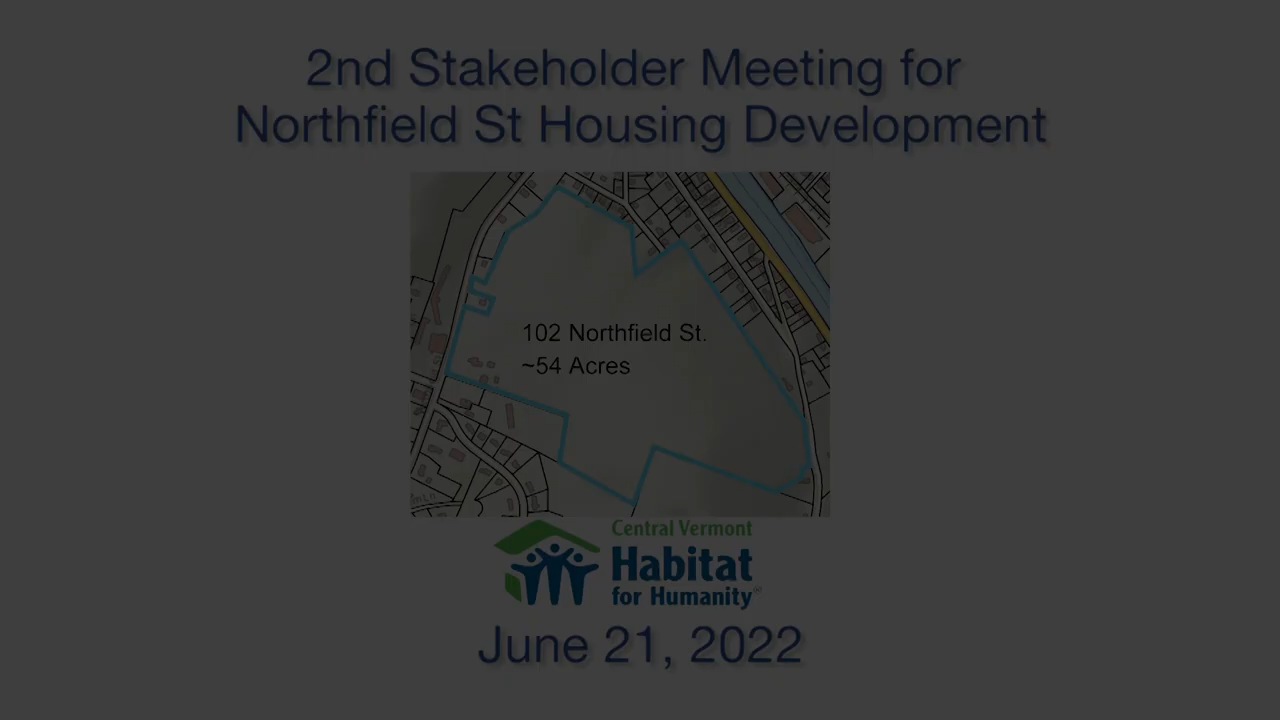 2nd Stakeholder Meeting for
Northfield St Housing Development
102 Northfield St.
~54 Acres
Central Vermont
Habitat
for Humanity®
June 21, 2022